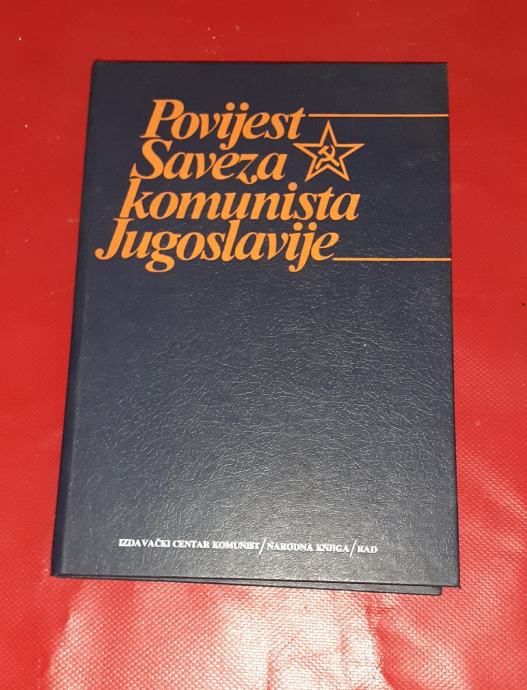 Povijest
Saveza
komunista
Jugoslavije
IZDAVAČKI CENTAR KOMUNIST/NARODNA KNJIGA/RAD